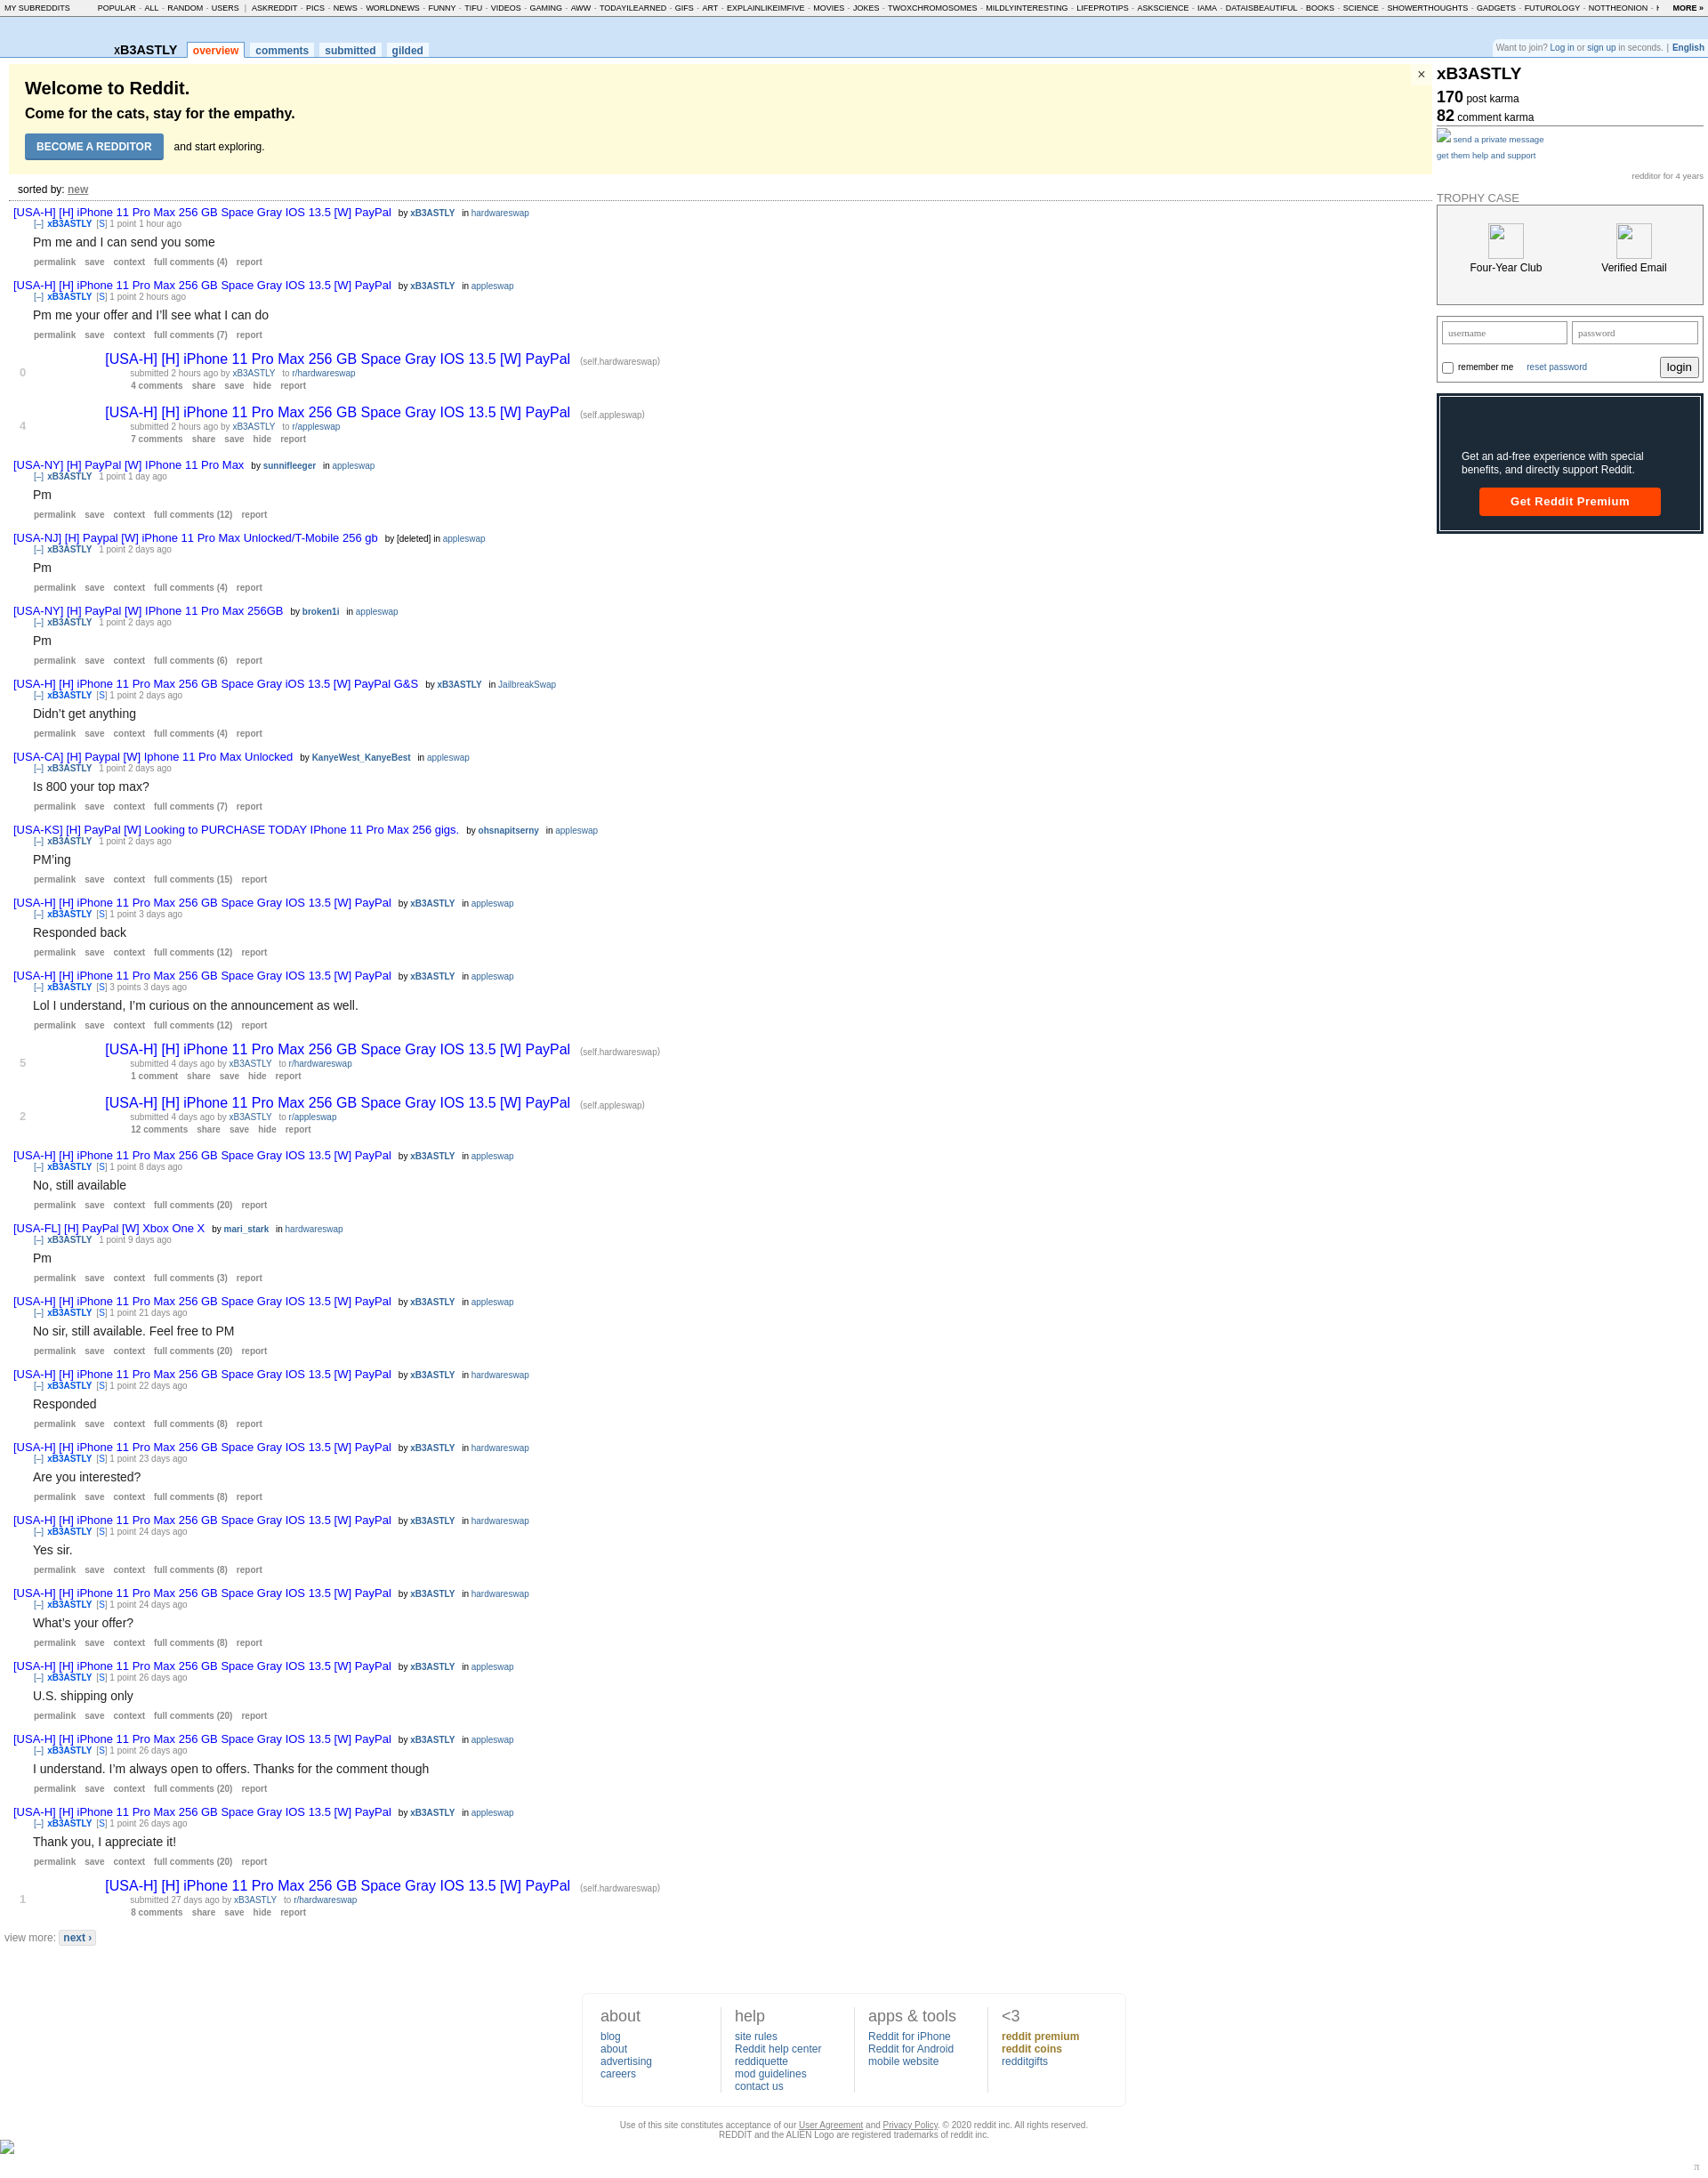 MY SUBREDDITS POPULAR - ALL - RANDOM - USERS | ASKREDDIT - PICS - NEWS - WORLDNEWS - FUNNY - TIFU - VIDEOS - GAMING - AWW - TODAYILEARNED - GIFS - ART - EXPLAINLIKEIMFIVE - MOVIES - JOKES - TWOXCHROMOSOMES - MILDLYINTERESTING - LIFEPROTIPS - ASKSCIENCE - IAMA - DATAISBEAUTIFUL - BOOKS - SCIENCE - SHOWERTHOUGHTS - GADGETS - FUTUROLOGY - NOTTHEONION - MORE »
xB3ASTLY overview comments submitted gilded
Want to join? Log in or sign up in seconds. | English
Welcome to Reddit.
×
Come for the cats, stay for the empathy.
BECOME A REDDITOR and start exploring.
sorted by: new
[USA-H] [H] iPhone 11 Pro Max 256 GB Space Gray IOS 13.5 [W] PayPal by xB3ASTLY in hardwareswap
[–] xB3ASTLY [S] 1 point 1 hour ago
Pm me and I can send you some
permalink save context full comments (4) report
[USA-H] [H] iPhone 11 Pro Max 256 GB Space Gray IOS 13.5 [W] PayPal by xB3ASTLY in appleswap
[–] xB3ASTLY [S] 1 point 2 hours ago
Pm me your offer and I’ll see what I can do
permalink save context full comments (7) report
[USA-H] [H] iPhone 11 Pro Max 256 GB Space Gray IOS 13.5 [W] PayPal (self.hardwareswap)
0 submitted 2 hours ago by xB3ASTLY to r/hardwareswap
4 comments share save hide report
[USA-H] [H] iPhone 11 Pro Max 256 GB Space Gray IOS 13.5 [W] PayPal (self.appleswap)
4 submitted 2 hours ago by xB3ASTLY to r/appleswap
7 comments share save hide report
[USA-NY] [H] PayPal [W] IPhone 11 Pro Max by sunnifleeger in appleswap
[–] xB3ASTLY 1 point 1 day ago
Pm
permalink save context full comments (12) report
[USA-NJ] [H] Paypal [W] iPhone 11 Pro Max Unlocked/T-Mobile 256 gb by [deleted] in appleswap
[–] xB3ASTLY 1 point 2 days ago
Pm
permalink save context full comments (4) report
[USA-NY] [H] PayPal [W] IPhone 11 Pro Max 256GB by broken1i in appleswap
[–] xB3ASTLY 1 point 2 days ago
Pm
permalink save context full comments (6) report
[USA-H] [H] iPhone 11 Pro Max 256 GB Space Gray iOS 13.5 [W] PayPal G&S by xB3ASTLY in JailbreakSwap
[–] xB3ASTLY [S] 1 point 2 days ago
Didn’t get anything
permalink save context full comments (4) report
[USA-CA] [H] Paypal [W] Iphone 11 Pro Max Unlocked by KanyeWest_KanyeBest in appleswap
[–] xB3ASTLY 1 point 2 days ago
Is 800 your top max?
permalink save context full comments (7) report
[USA-KS] [H] PayPal [W] Looking to PURCHASE TODAY IPhone 11 Pro Max 256 gigs. by ohsnapitserny in appleswap
[–] xB3ASTLY 1 point 2 days ago
PM’ing
permalink save context full comments (15) report
[USA-H] [H] iPhone 11 Pro Max 256 GB Space Gray IOS 13.5 [W] PayPal by xB3ASTLY in appleswap
[–] xB3ASTLY [S] 1 point 3 days ago
Responded back
permalink save context full comments (12) report
[USA-H] [H] iPhone 11 Pro Max 256 GB Space Gray IOS 13.5 [W] PayPal by xB3ASTLY in appleswap
[–] xB3ASTLY [S] 3 points 3 days ago
Lol I understand, I’m curious on the announcement as well.
permalink save context full comments (12) report
[USA-H] [H] iPhone 11 Pro Max 256 GB Space Gray IOS 13.5 [W] PayPal (self.hardwareswap)
5 submitted 4 days ago by xB3ASTLY to r/hardwareswap
1 comment share save hide report
[USA-H] [H] iPhone 11 Pro Max 256 GB Space Gray IOS 13.5 [W] PayPal (self.appleswap)
2 submitted 4 days ago by xB3ASTLY to r/appleswap
12 comments share save hide report
[USA-H] [H] iPhone 11 Pro Max 256 GB Space Gray IOS 13.5 [W] PayPal by xB3ASTLY in appleswap
[–] xB3ASTLY [S] 1 point 8 days ago
No, still available
permalink save context full comments (20) report
[USA-FL] [H] PayPal [W] Xbox One X by mari_stark in hardwareswap
[–] xB3ASTLY 1 point 9 days ago
Pm
permalink save context full comments (3) report
[USA-H] [H] iPhone 11 Pro Max 256 GB Space Gray IOS 13.5 [W] PayPal by xB3ASTLY in appleswap
[–] xB3ASTLY [S] 1 point 21 days ago
No sir, still available. Feel free to PM
permalink save context full comments (20) report
[USA-H] [H] iPhone 11 Pro Max 256 GB Space Gray IOS 13.5 [W] PayPal by xB3ASTLY in hardwareswap
[–] xB3ASTLY [S] 1 point 22 days ago
Responded
permalink save context full comments (8) report
[USA-H] [H] iPhone 11 Pro Max 256 GB Space Gray IOS 13.5 [W] PayPal by xB3ASTLY in hardwareswap
[–] xB3ASTLY [S] 1 point 23 days ago
Are you interested?
permalink save context full comments (8) report
[USA-H] [H] iPhone 11 Pro Max 256 GB Space Gray IOS 13.5 [W] PayPal by xB3ASTLY in hardwareswap
[–] xB3ASTLY [S] 1 point 24 days ago
Yes sir.
permalink save context full comments (8) report
[USA-H] [H] iPhone 11 Pro Max 256 GB Space Gray IOS 13.5 [W] PayPal by xB3ASTLY in hardwareswap
[–] xB3ASTLY [S] 1 point 24 days ago
What’s your offer?
permalink save context full comments (8) report
[USA-H] [H] iPhone 11 Pro Max 256 GB Space Gray IOS 13.5 [W] PayPal by xB3ASTLY in appleswap
[–] xB3ASTLY [S] 1 point 26 days ago
U.S. shipping only
permalink save context full comments (20) report
[USA-H] [H] iPhone 11 Pro Max 256 GB Space Gray IOS 13.5 [W] PayPal by xB3ASTLY in appleswap
[–] xB3ASTLY [S] 1 point 26 days ago
I understand. I’m always open to offers. Thanks for the comment though
permalink save context full comments (20) report
[USA-H] [H] iPhone 11 Pro Max 256 GB Space Gray IOS 13.5 [W] PayPal by xB3ASTLY in appleswap
[–] xB3ASTLY [S] 1 point 26 days ago
Thank you, I appreciate it!
permalink save context full comments (20) report
[USA-H] [H] iPhone 11 Pro Max 256 GB Space Gray IOS 13.5 [W] PayPal (self.hardwareswap)
1 submitted 27 days ago by xB3ASTLY to r/hardwareswap
8 comments share save hide report
view more: next ›
xB3ASTLY
170 post karma
82 comment karma
send a private message
get them help and support
redditor for 4 years
TROPHY CASE
Four-Year Club Verified Email
username password
remember me reset password login
Get an ad-free experience with special
benefits, and directly support Reddit.
Get Reddit Premium
about
blog
about
advertising
careers
help
site rules
Reddit help center
reddiquette
mod guidelines
contact us
apps & tools
Reddit for iPhone
Reddit for Android
mobile website
<3
reddit premium
reddit coins
redditgifts
Use of this site constitutes acceptance of our User Agreement and Privacy Policy. © 2020 reddit inc. All rights reserved.
REDDIT and the ALIEN Logo are registered trademarks of reddit inc.
π